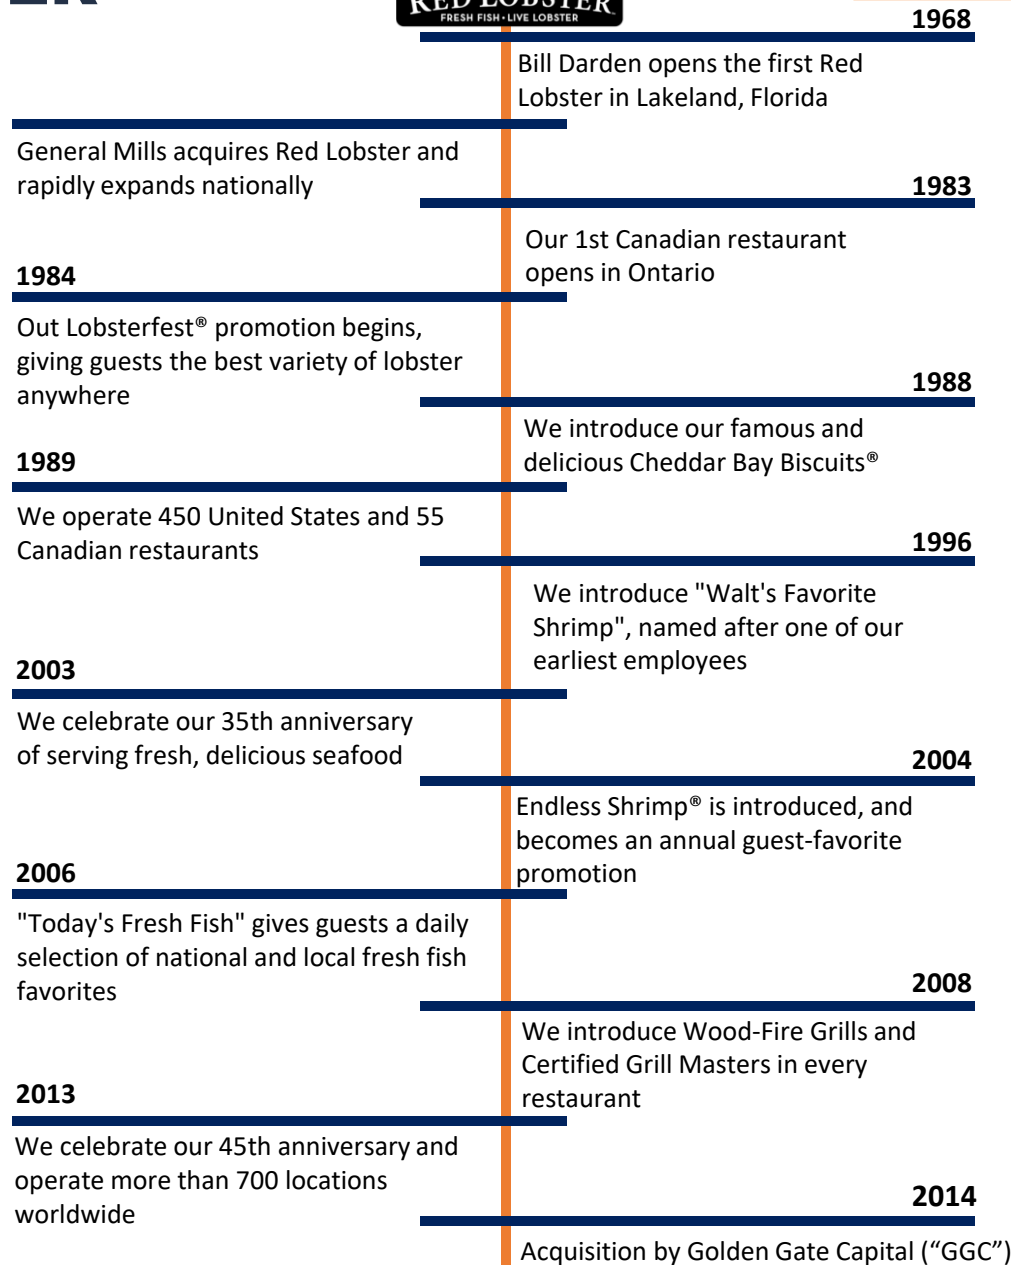 RED LOBSTER
FRESH FISH • LIVE LOBSTER
1968
Bill Darden opens the first Red
Lobster in Lakeland, Florida
General Mills acquires Red Lobster and
rapidly expands nationally
1983
Our 1st Canadian restaurant
opens in Ontario
1984
Out Lobsterfest® promotion begins,
giving guests the best variety of lobster
anywhere
1988
We introduce our famous and
delicious Cheddar Bay Biscuits®
1989
We operate 450 United States and 55
Canadian restaurants
1996
We introduce "Walt's Favorite
Shrimp", named after one of our
earliest employees
2003
We celebrate our 35th anniversary
of serving fresh, delicious seafood
2004
Endless Shrimp® is introduced, and
becomes an annual guest-favorite
promotion
2006
"Today's Fresh Fish" gives guests a daily
selection of national and local fresh fish
favorites
2008
We introduce Wood-Fire Grills and
Certified Grill Masters in every
restaurant
2013
We celebrate our 45th anniversary and
operate more than 700 locations
worldwide
2014
Acquisition by Golden Gate Capital (“GGC”)